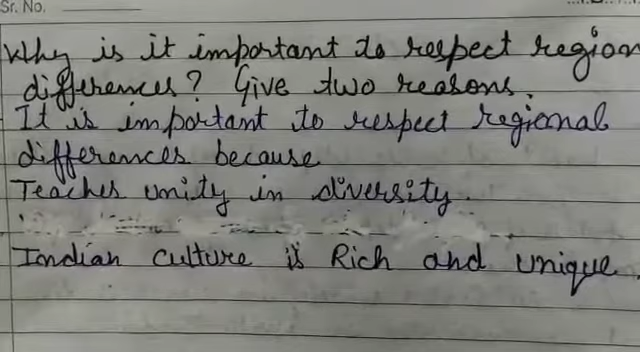 Sr. No.
Why is it important to respect region
differences? Give two reasons.
It is important to respect regional
differences because
Teaches unity in diversity.
Indian culture is Rich and unique.